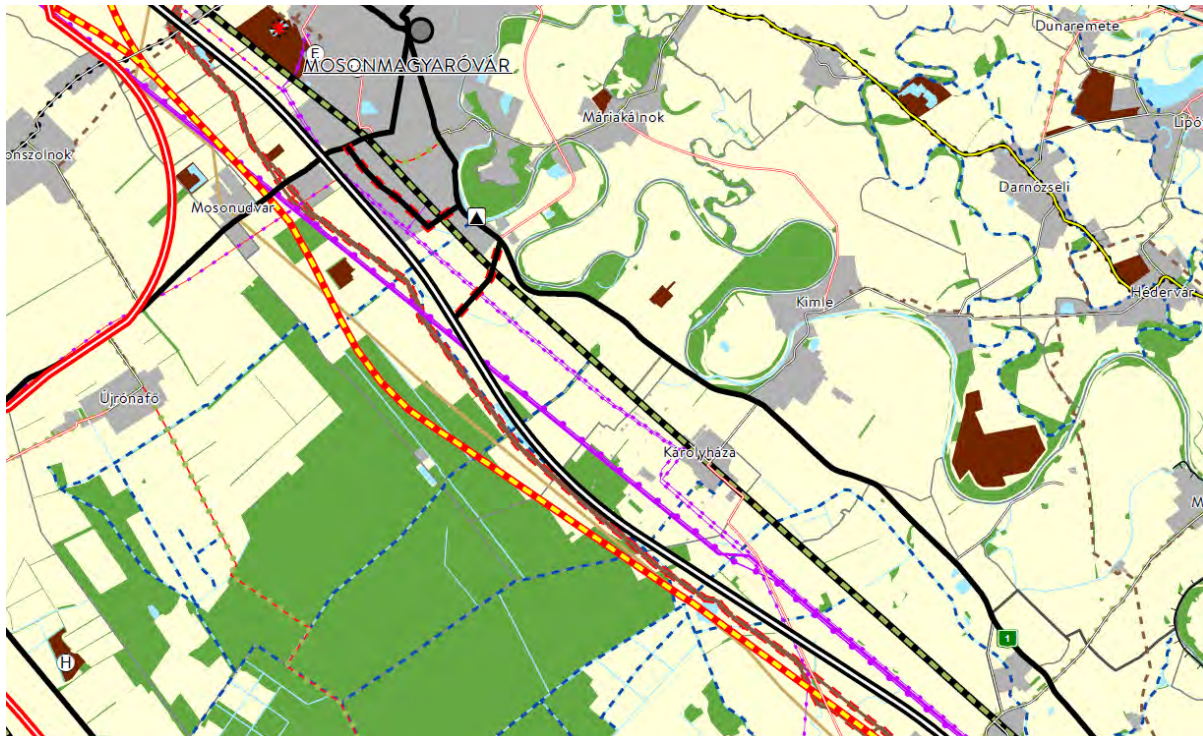 Dunaremete
E
MOSONMAGYARÓVÁR
Máriakálnok
Lipó
onszolnok
Darnózseli
Mosonudvar
Hédervár
Kimle
Újrónafő
Károlyháza
M
1
H